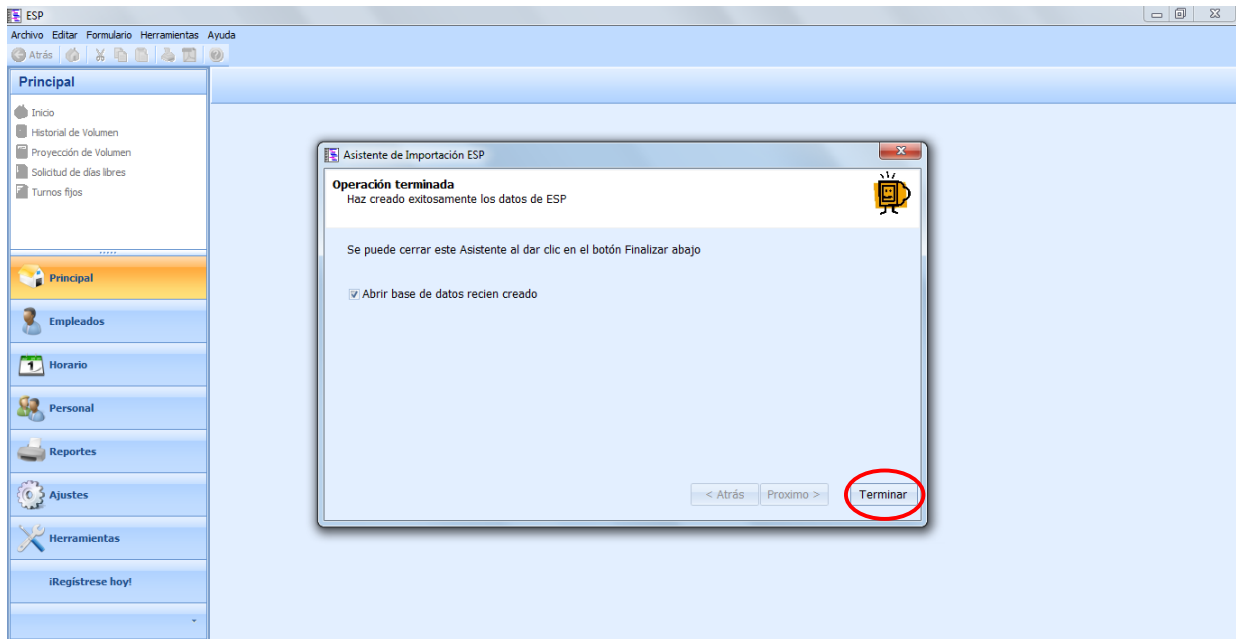 ESP
Archivo Editar Formulario Herramientas Ayuda
Atrás
Principal
Inicio
Historial de Volumen
Proyección de Volumen
Solicitud de días libres
Turnos fijos
Principal
Empleados
1 Horario
Personal
Reportes
Ajustes
Herramientas
¡Regístrese hoy!
Asistente de Importación ESP
Operación terminada
Haz creado exitosamente los datos de ESP
Se puede cerrar este Asistente al dar clic en el botón Finalizar abajo
Abrir base de datos recien creado
< Atrás Proximo > Terminar